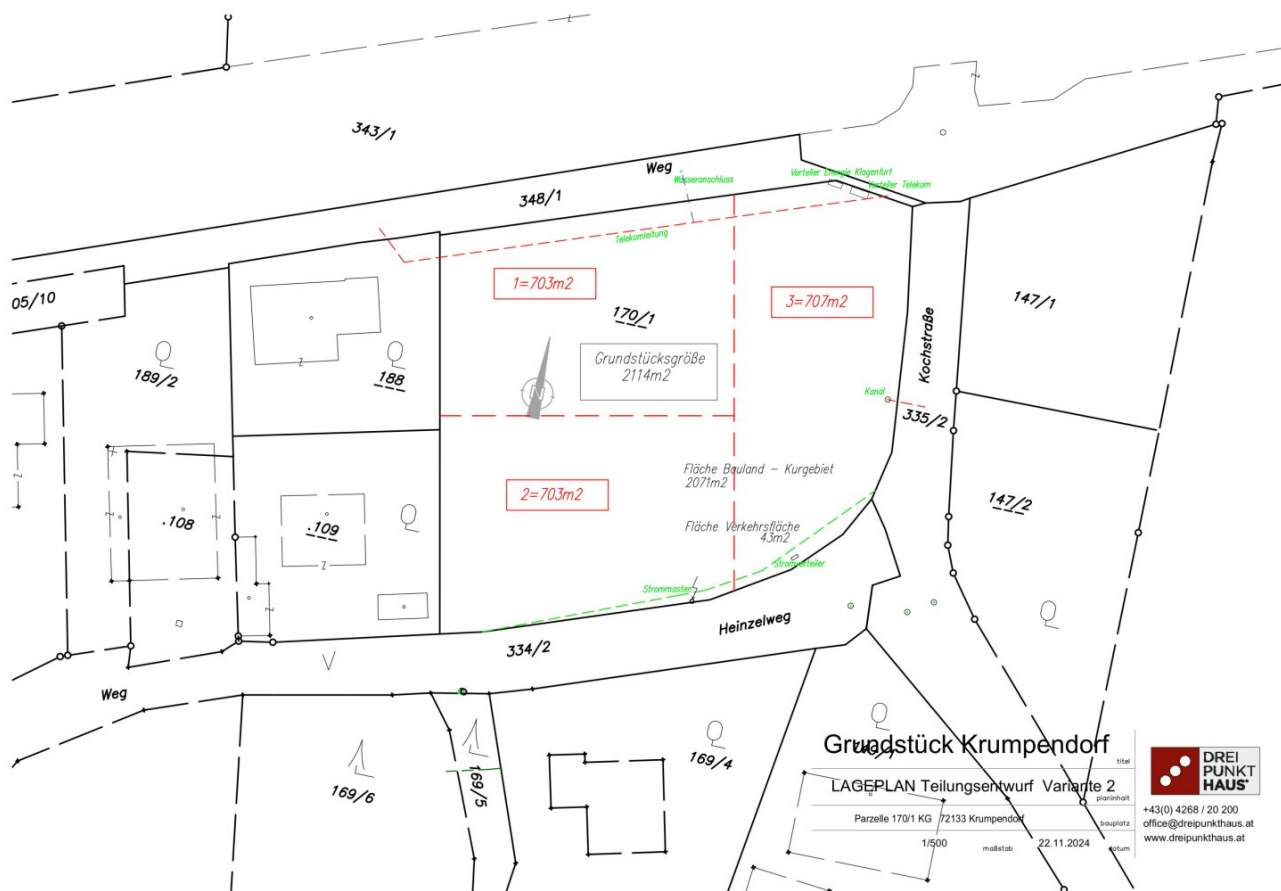 343/1
Weg
Verteiler Energie Klagenfurt
Wasseranschluss
Verteiler Telekom
348/1
Telekomleitung
05/10
1=703m2
3=707m2
147/1
170/1
Kochstraße
Grundstücksgröße
2114m2
189/2
188
N
Kanal
335/2
Fläche Bauland - Kurgebiet
2071m2
2=703m2
147/2
.108
.109
Fläche Verkehrsfläche
43m2
Stromverteiler
Strommasten
Heinzelweg
334/2
Weg
169/4
169/6
169/5
Grundstück Krumpendorf
titel
LAGEPLAN Teilungsentwurf Variante 2
planinhalt
Parzelle 170/1 KG 72133 Krumpendorf
bauplatz
1/500
maßstab
22.11.2024
datum
DREI
PUNKT
HAUS
+43(0) 4268 / 20 200
office@dreipunkthaus.at
www.dreipunkthaus.at